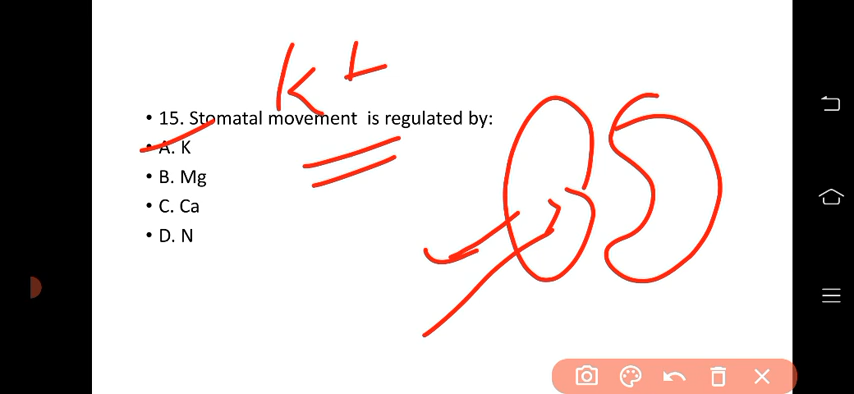 K +
• 15. Stomatal movement is regulated by:
• A. K
• B. Mg
• C. Ca
• D. N